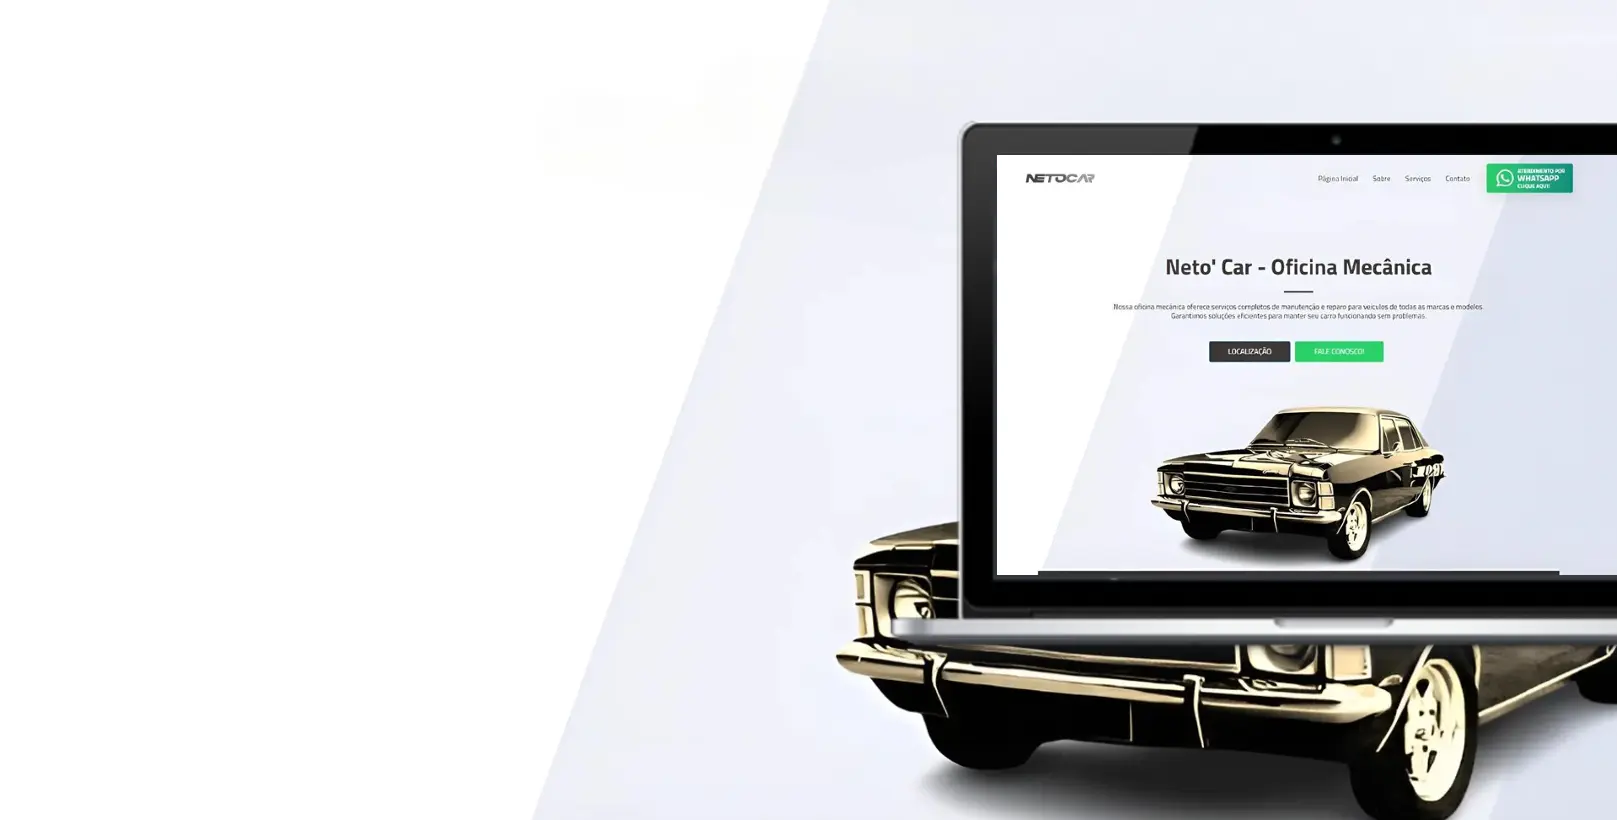 NETOCAR
Página Inicial Sobre Serviços Contato
ATENDIMENTO POR
WHATSAPP
CLIQUE AQUI!
Neto' Car - Oficina Mecânica
Nossa oficina mecânica oferece serviços completos de manutenção e reparo para veículos de todas as marcas e modelos.
Garantimos soluções eficientes para manter seu carro funcionando sem problemas.
LOCALIZAÇÃO FALE CONOSCO!